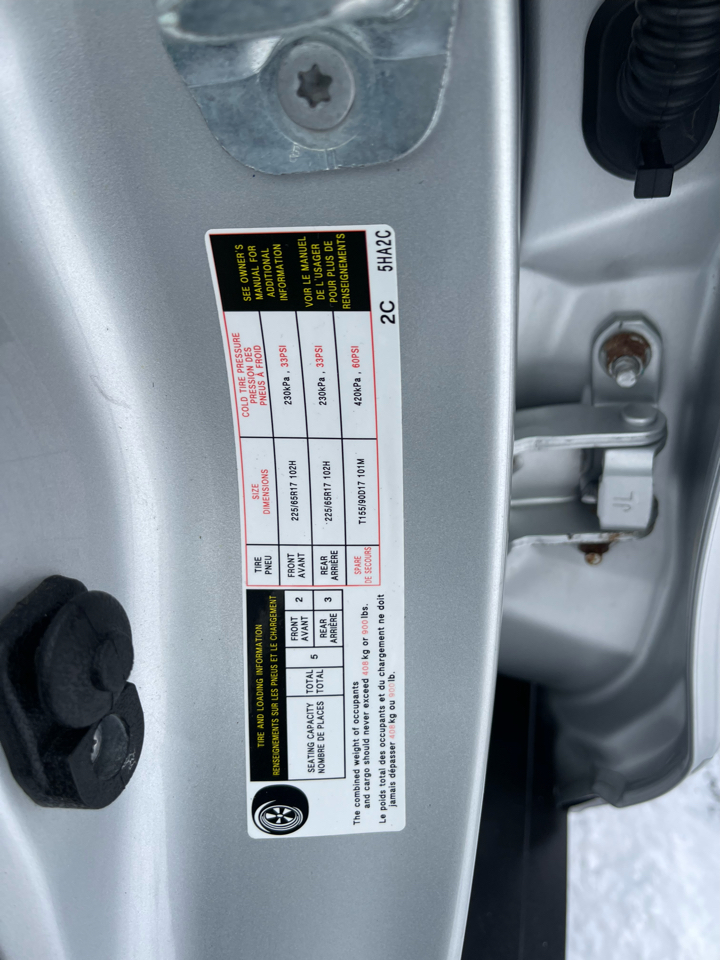 TIRE AND LOADING INFORMATION
RENSEIGNEMENTS SUR LES PNEUS ET LE CHARGEMENT
SEATING CAPACITY
NOMBRE DE PLACES
TOTAL
TOTAL
5
FRONT
AVANT
2
REAR
ARRIÈRE
3
The combined weight of occupants
and cargo should never exceed 408 kg or 900 lbs.
Le poids total des occupants et du chargement ne doit
jamais dépasser 408 kg ou 900 lb.
TIRE
PNEU
SIZE
DIMENSIONS
COLD TIRE PRESSURE
PRESSION DES
PNEUS À FROID
FRONT
AVANT
225/65R17 102H
230kPa , 33PSI
REAR
ARRIÈRE
225/65R17 102H
230kPa , 33PSI
SPARE
DE SECOURS
T155/90D17 101M
420kPa , 60PSI
SEE OWNER'S
MANUAL FOR
ADDITIONAL
INFORMATION
VOIR LE MANUEL
DE L'USAGER
POUR PLUS DE
RENSEIGNEMENTS
2C 5HA2C
JL